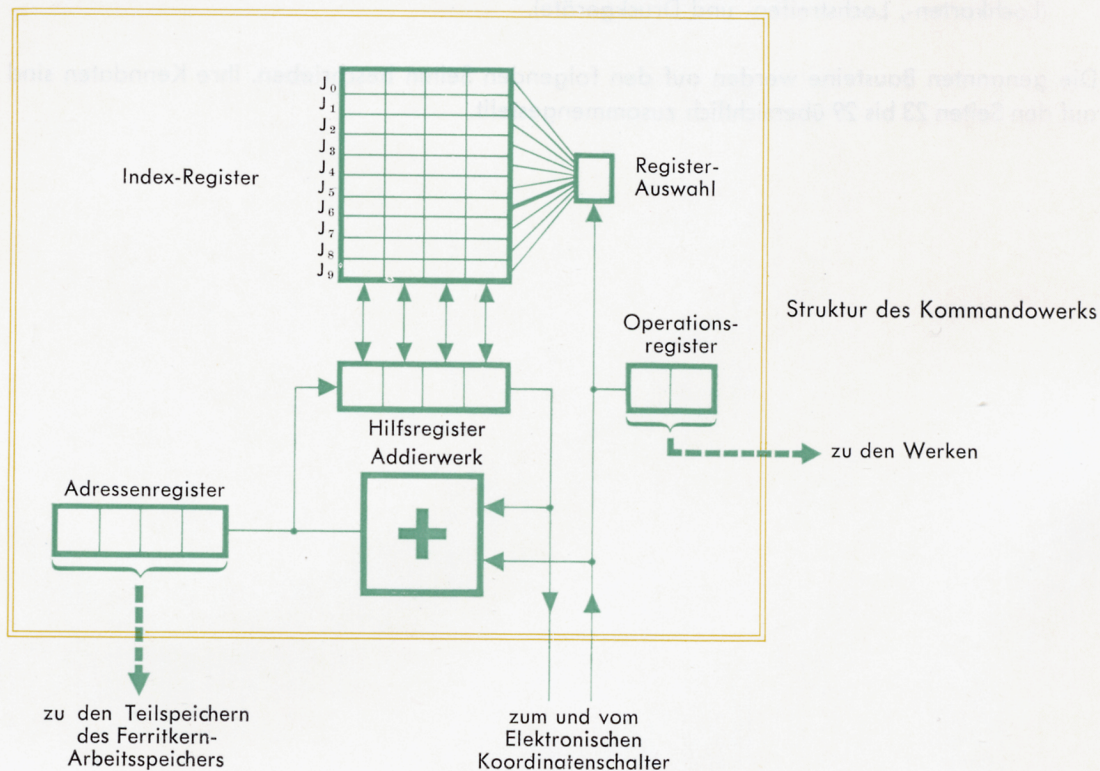 J0
J1
J2
J3
J4
J5
J6
J7
J8
J9
Index-Register
Register-
Auswahl
Struktur des Kommandowerks
Operations-
register
Hilfsregister
Addierwerk
zu den Werken
Adressenregister
zu den Teilspeichern
des Ferritkern-
Arbeitsspeichers
zum und vom
Elektronischen
Koordinatenschalter